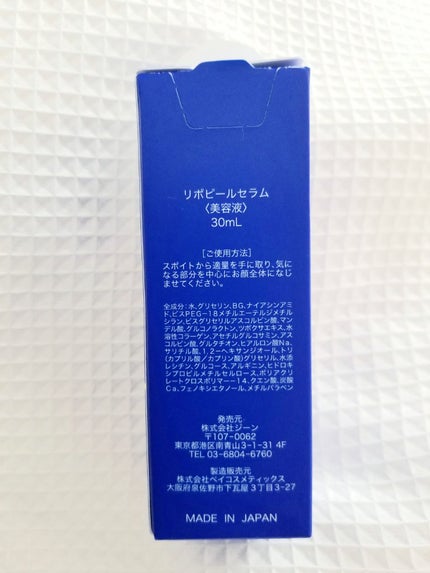 リポピールセラム
〈美容液〉
30mL
[ご使用方法]
スポイトから適量を手に取り、気に
なる部分を中心にお顔全体になじ
ませてください。
全成分:水、グリセリン、BG、ナイアシンアミ
ド、ビスPEG-18メチルエーテルジメチル
シラン、ビスグリセリルアスコルビン酸、マン
デル酸、グルコノラクトン、ツボクサエキス、水
溶性コラーゲン、アセチルグルコサミン、アス
コルビン酸、グルタチオン、ヒアルロン酸Na、
サリチル酸、1,2-ヘキサンジオール、トリ
(カプリル酸/カプリン酸)グリセリル、水添
レシチン、グルコース、アルギニン、ヒドロキ
シプロピルメチルセルロース、ポリアクリ
レートクロスポリマー-14、クエン酸、炭酸
Ca、フェノキシエタノール、メチルパラベン
発売元
株式会社ジーン
〒107-0062
東京都港区南青山3-1-31 4F
TEL 03-6804-6760
製造販売元
株式会社ベイコスメティックス
大阪府泉佐野市下瓦屋 3丁目3-27
MADE IN JAPAN